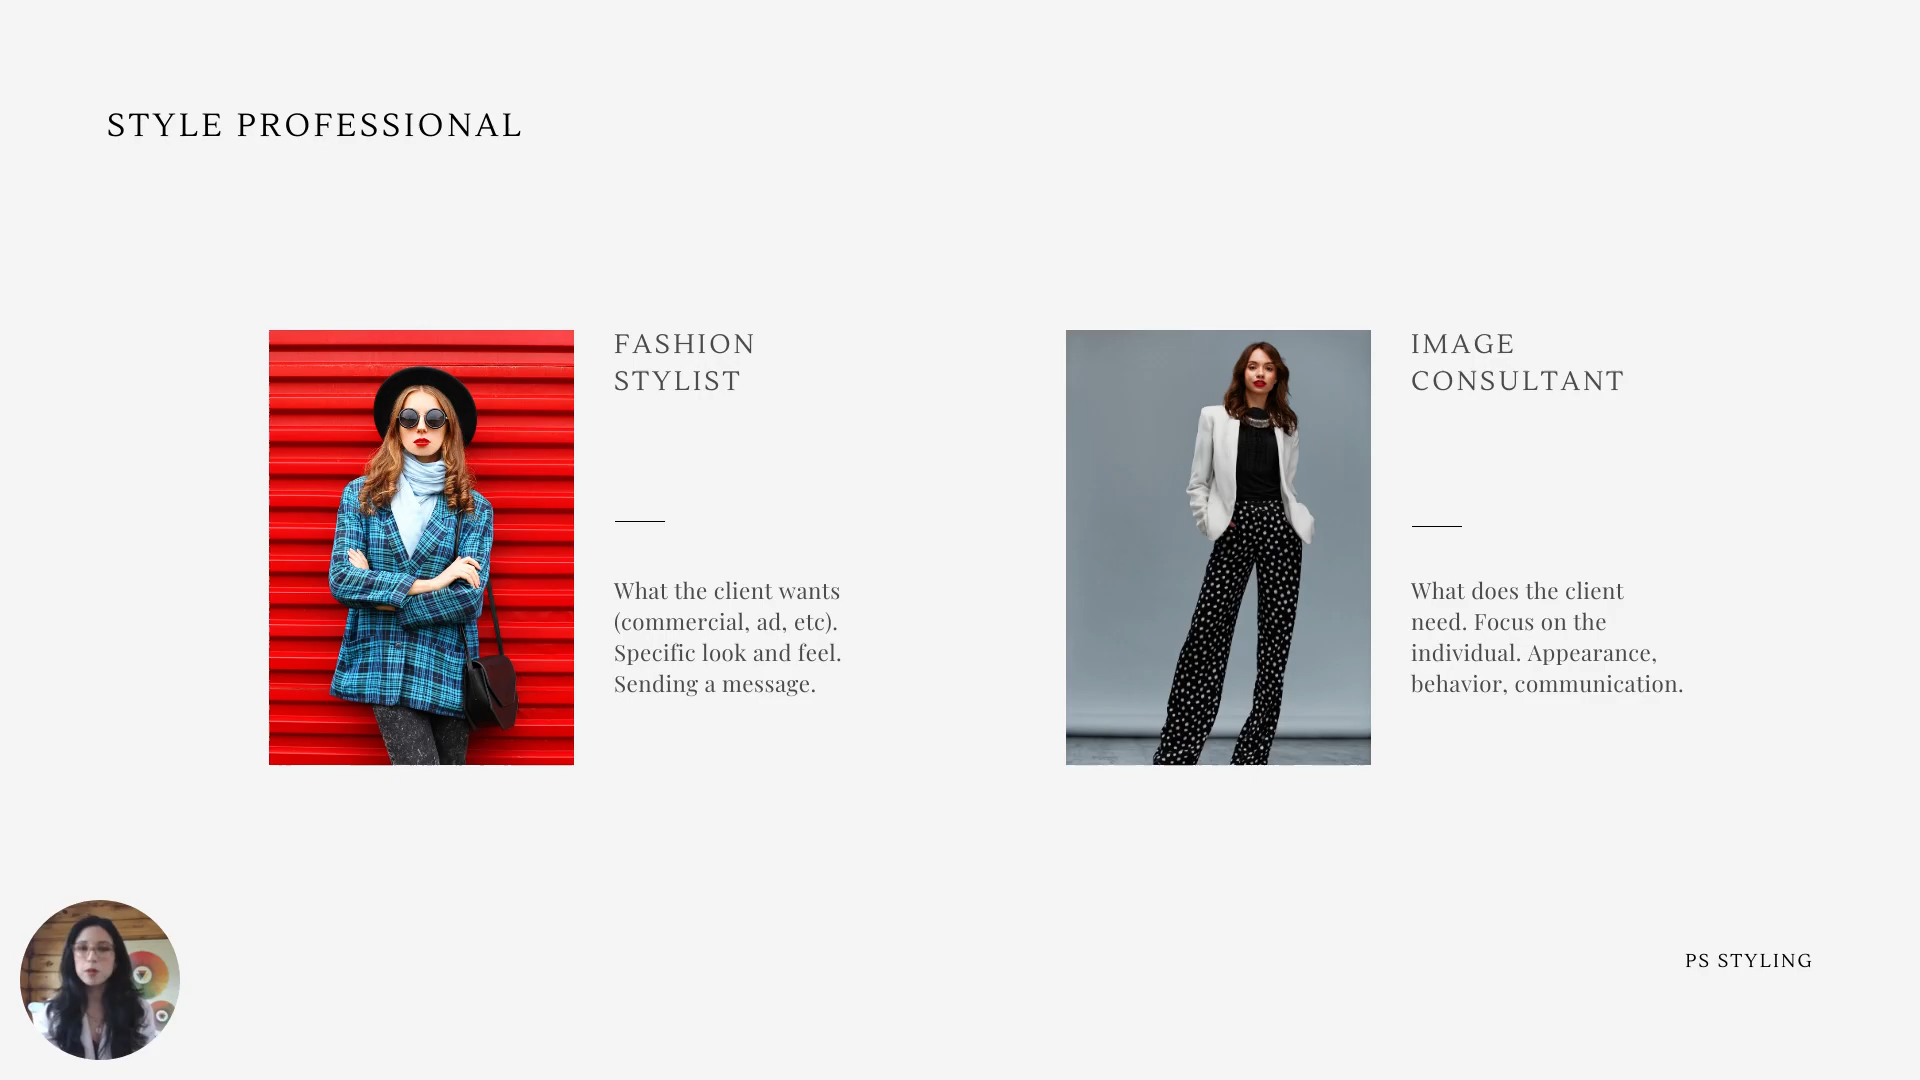 STYLE PROFESSIONAL
FASHION
STYLIST
What the client wants
(commercial, ad, etc).
Specific look and feel.
Sending a message.
IMAGE
CONSULTANT
What does the client
need. Focus on the
individual. Appearance,
behavior, communication.
PS STYLING